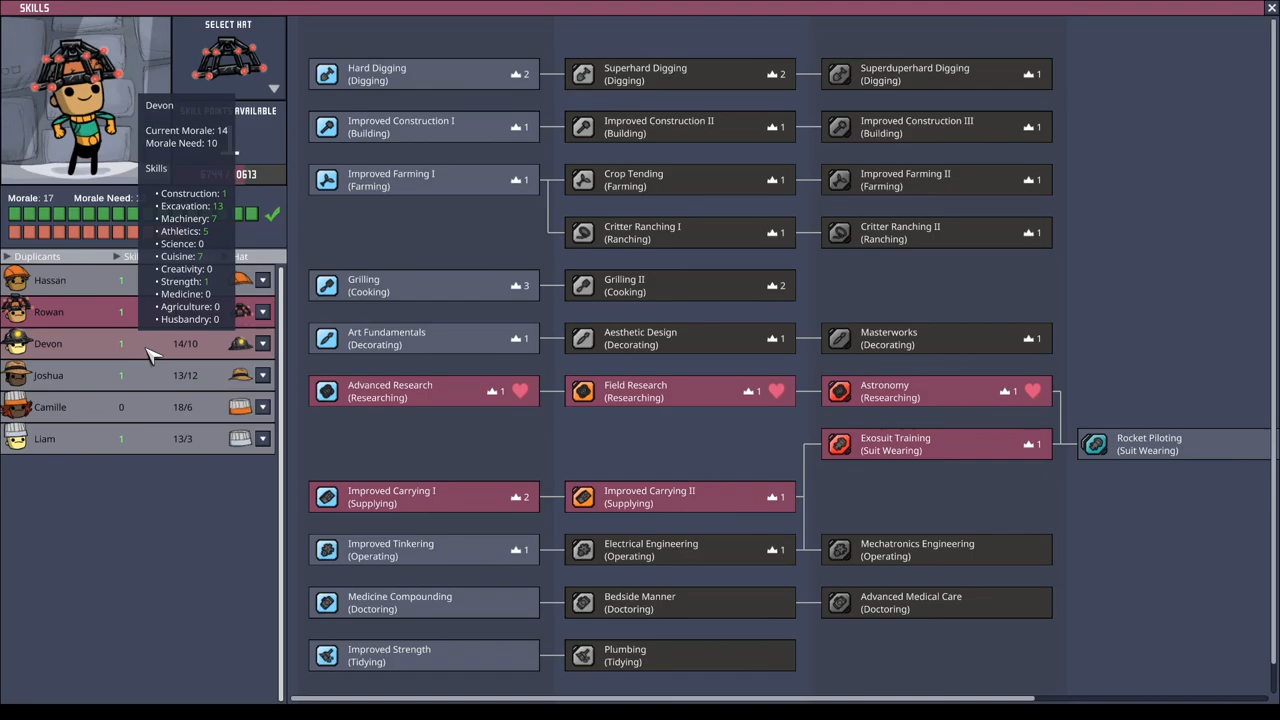 SKILLS
SELECT HAT
Devon
Current Morale: 14
Morale Need: 10
Skills
• Construction: 1
• Excavation: 13
• Machinery: 7
• Athletics: 5
• Science: 0
• Cuisine: 7
• Creativity: 0
• Strength: 1
• Medicine: 0
• Agriculture: 0
• Husbandry: 0
AVAILABLE
Morale: 17 Morale Need:
Duplicants
Hat
Hassan 1
Rowan 1
Devon 1 14/10
Joshua 1 13/12
Camille 0 18/6
Liam 1 13/3
Hard Digging
(Digging)
2
Superhard Digging
(Digging)
2
Superduperhard Digging
(Digging)
1
Improved Construction I
(Building)
1
Improved Construction II
(Building)
1
Improved Construction III
(Building)
1
Improved Farming I
(Farming)
1
Crop Tending
(Farming)
1
Improved Farming II
(Farming)
1
Critter Ranching I
(Ranching)
1
Critter Ranching II
(Ranching)
1
Grilling
(Cooking)
3
Grilling II
(Cooking)
2
Art Fundamentals
(Decorating)
1
Aesthetic Design
(Decorating)
1
Masterworks
(Decorating)
1
Advanced Research
(Researching)
1
Field Research
(Researching)
1
Astronomy
(Researching)
1
Exosuit Training
(Suit Wearing)
1
Rocket Piloting
(Suit Wearing)
Improved Carrying I
(Supplying)
2
Improved Carrying II
(Supplying)
1
Improved Tinkering
(Operating)
1
Electrical Engineering
(Operating)
1
Mechatronics Engineering
(Operating)
Medicine Compounding
(Doctoring)
Bedside Manner
(Doctoring)
Advanced Medical Care
(Doctoring)
Improved Strength
(Tidying)
Plumbing
(Tidying)